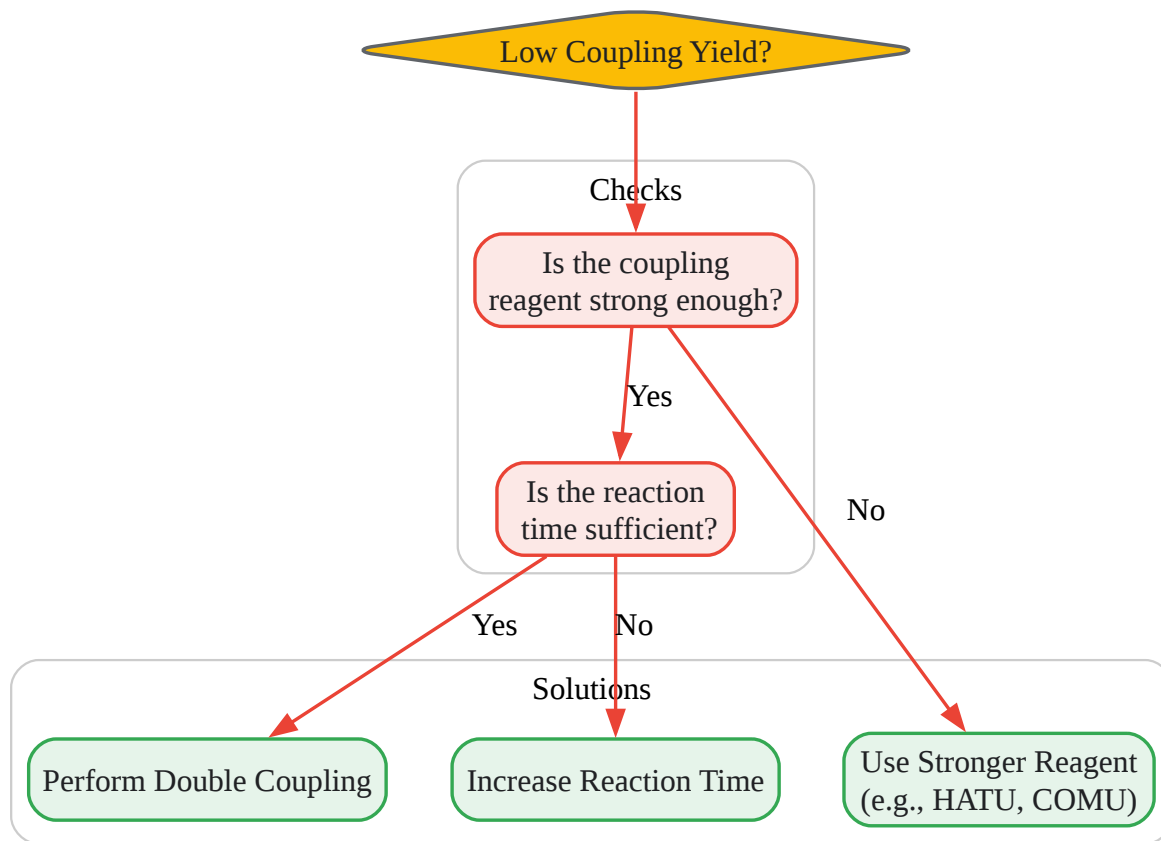 Low Coupling Yield?
Checks
Is the coupling
reagent strong enough?
Yes
No
Is the reaction
time sufficient?
Yes
No
Solutions
Perform Double Coupling
Increase Reaction Time
Use Stronger Reagent
(e.g., HATU, COMU)